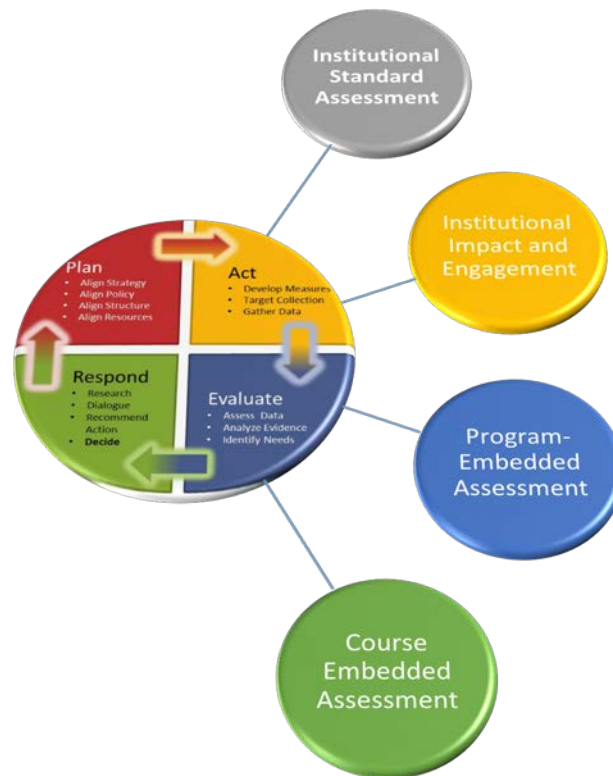 Institutional
Standard
Assessment
Institutional
Impact and
Engagement
Plan
• Align Strategy
• Align Policy
• Align Structure
• Align Resources
Act
• Develop Measures
• Target Collection
• Gather Data
Respond
• Research
• Dialogue
• Recommend
Action
• Decide
Evaluate
• Assess Data
• Analyze Evidence
• Identify Needs
Program-
Embedded
Assessment
Course
Embedded
Assessment